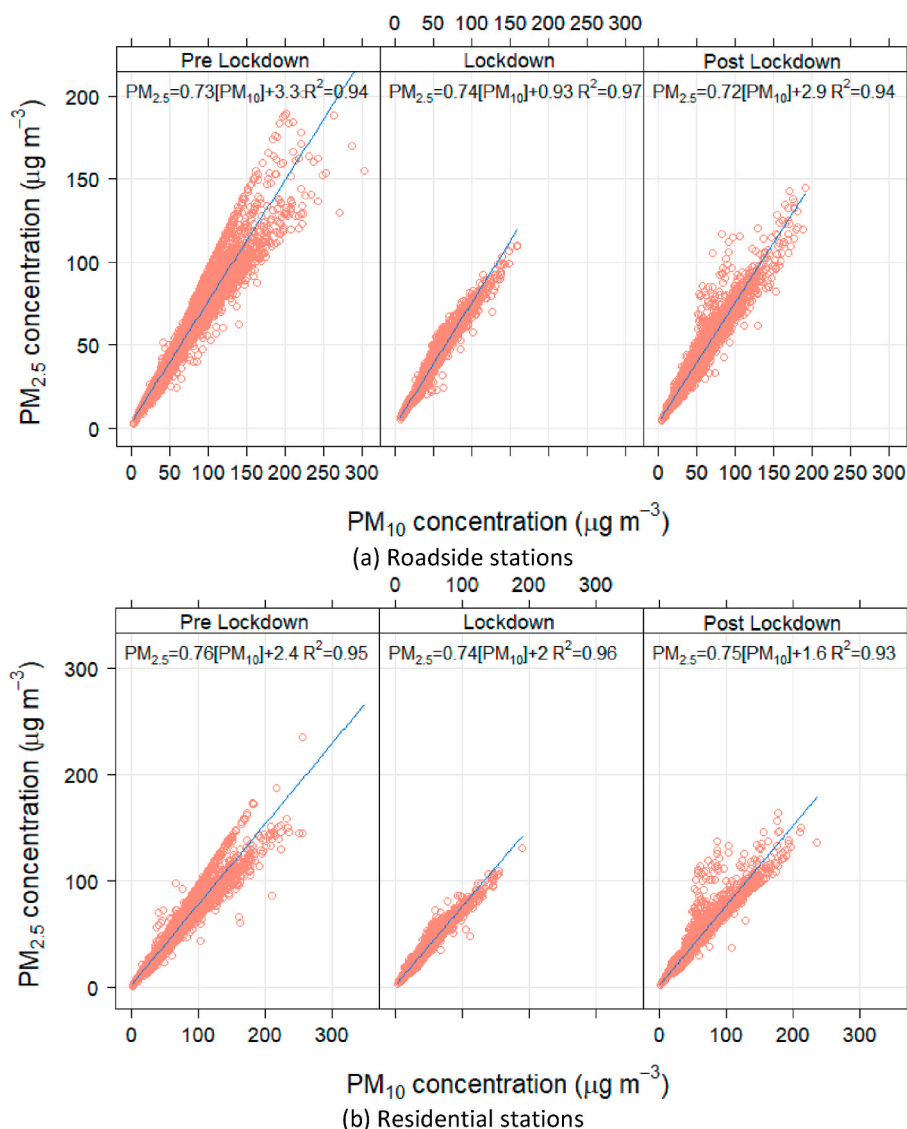 0 50 100 150 200 250 300
Pre Lockdown Lockdown Post Lockdown
PM2.5=0.73[PM10]+3.3 R2=0.94 PM2.5=0.74[PM10]+0.93 R2=0.97 PM2.5=0.72[PM10]+2.9 R2=0.94
200
150
100
50
0
PM2.5 concentration (μg m−3)
0 50 100 150 200 250 300 0 50 100 150 200 250 300
PM10 concentration (μg m−3)
(a) Roadside stations
0 100 200 300
Pre Lockdown Lockdown Post Lockdown
PM2.5=0.76[PM10]+2.4 R2=0.95 PM2.5=0.74[PM10]+2 R2=0.96 PM2.5=0.75[PM10]+1.6 R2=0.93
300
200
100
0
PM2.5 concentration (μg m−3)
0 100 200 300 0 100 200 300
PM10 concentration (μg m−3)
(b) Residential stations